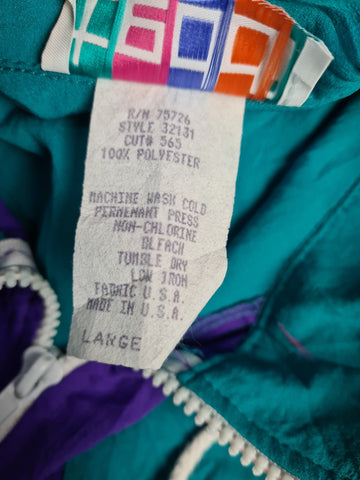 R/N 75726
STYLE 32131
CUT# 565
100% POLYESTER
MACHINE WASH COLD
PERMENANT PRESS
NON-CHLORINE
BLEACH
TUMBLE DRY
LOW IRON
FABRIC U.S.A.
MADE IN U.S.A.
LARGE